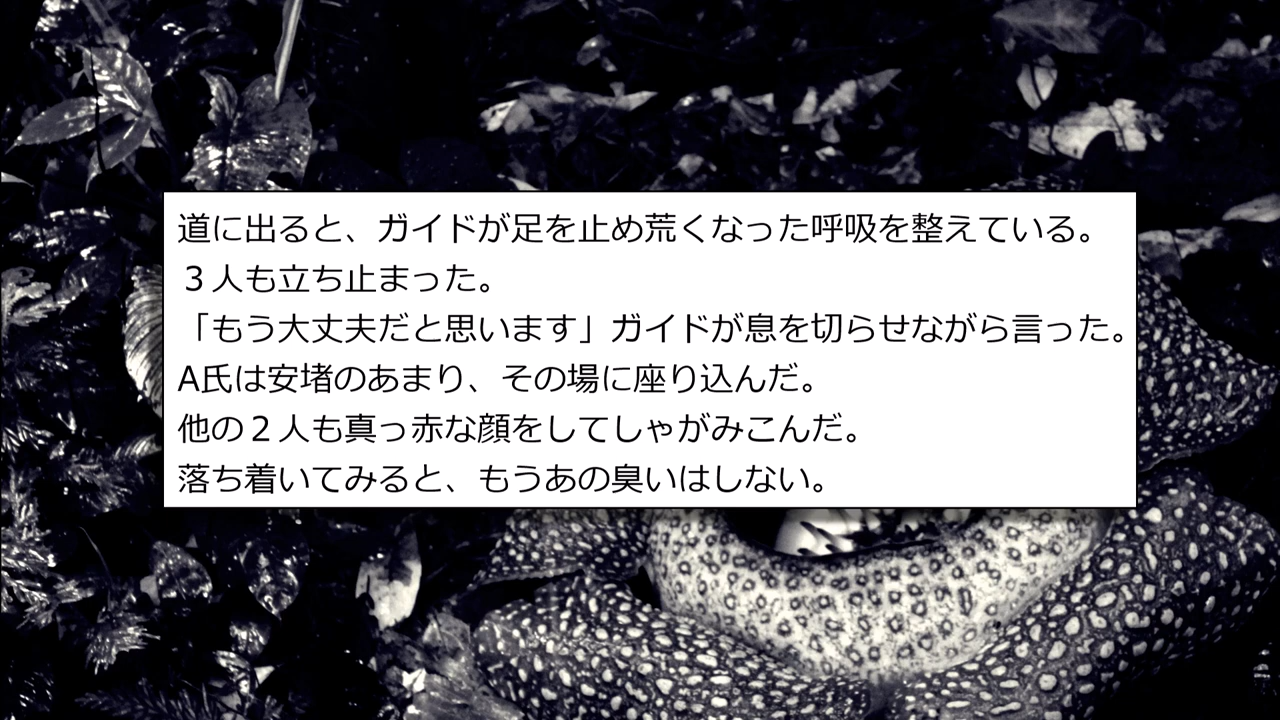 道に出ると、ガイドが足を止め荒くなった呼吸を整えている。
３人も立ち止まった。
「もう大丈夫だと思います」ガイドが息を切らせながら言った。
A氏は安堵のあまり、その場に座り込んだ。
他の２人も真っ赤な顔をしてしゃがみこんだ。
落ち着いてみると、もうあの臭いはしない。